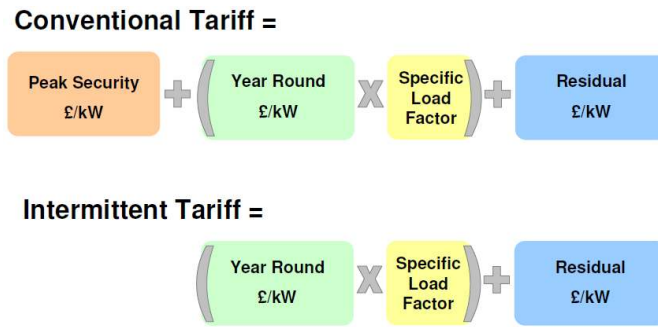 Conventional Tariff =
Peak Security
£/kW
+
(
Year Round
£/kW
X
Specific
Load
Factor
)
+
Residual
£/kW
Intermittent Tariff =
(
Year Round
£/kW
X
Specific
Load
Factor
)
+
Residual
£/kW